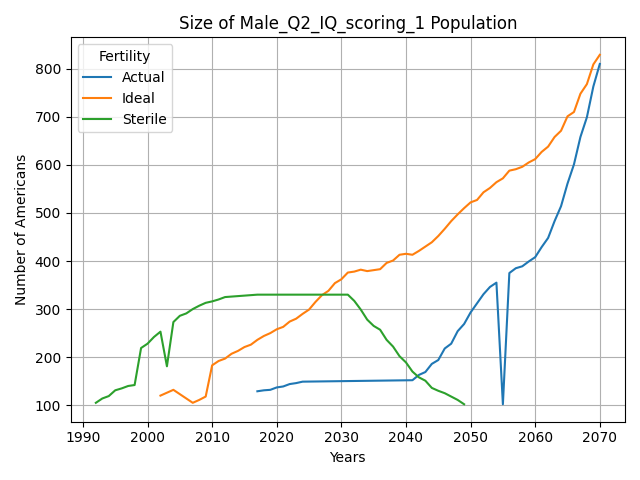 Size of Male_Q2_IQ_scoring_1 Population
Fertility
Actual
Ideal
Sterile
Number of Americans
800
700
600
500
400
300
200
100
1990
2000
2010
2020
2030
2040
2050
2060
2070
Years